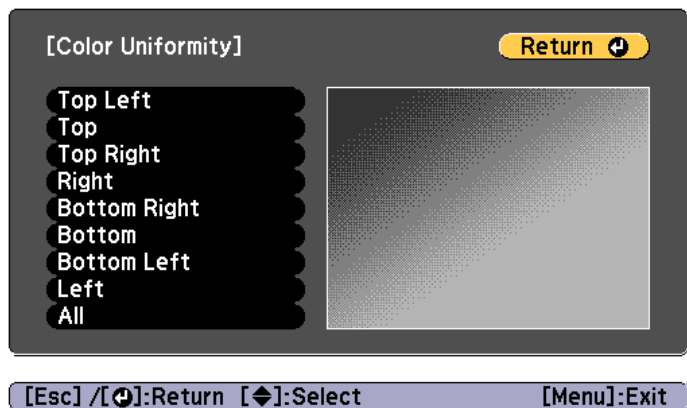 [Color Uniformity]
Return
Top Left
Top
Top Right
Right
Bottom Right
Bottom
Bottom Left
Left
All
[Esc] /[⏎]:Return [◆]:Select [Menu]:Exit